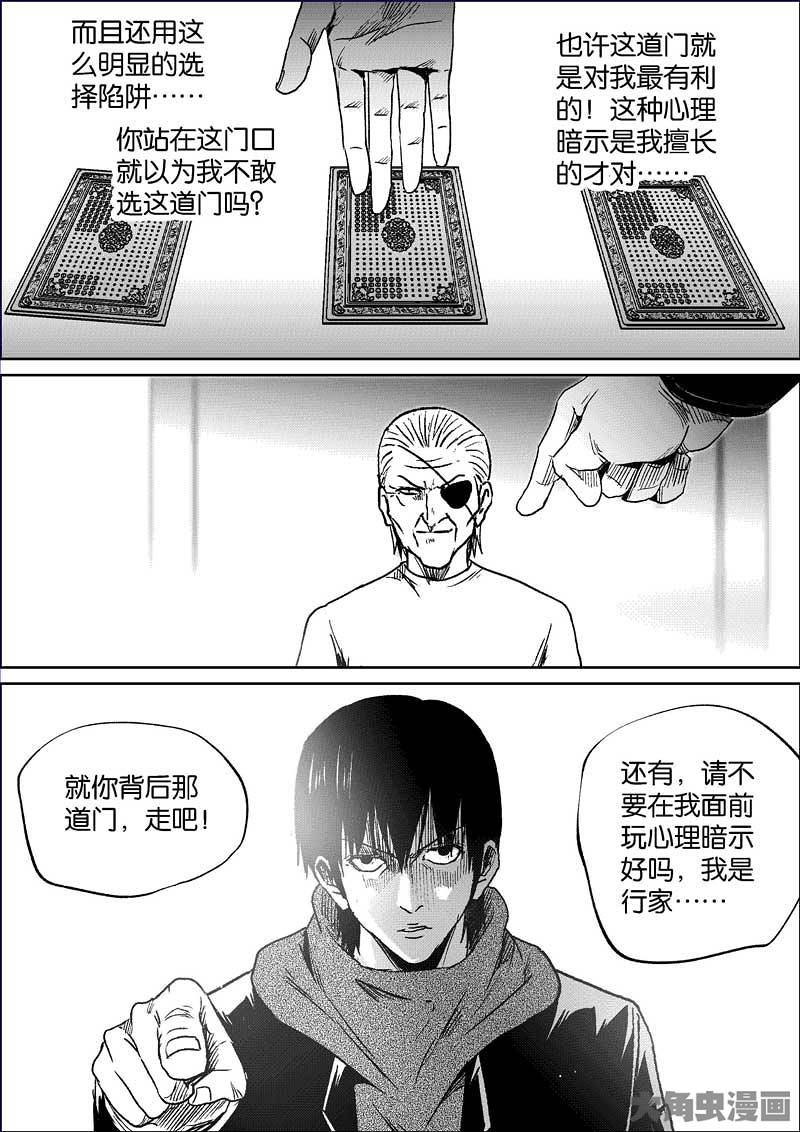 也许这道门就
是对我最有利
的！这种心理
暗示是我擅长
的才对……
而且还用这
么明显的选
择陷阱……
你站在这门口
就以为我不敢
选这道门吗？
还有，请不
要在我面前
玩心理暗示
好吗，我是
行家……
就你背后那
道门，走吧！
大角虫漫画